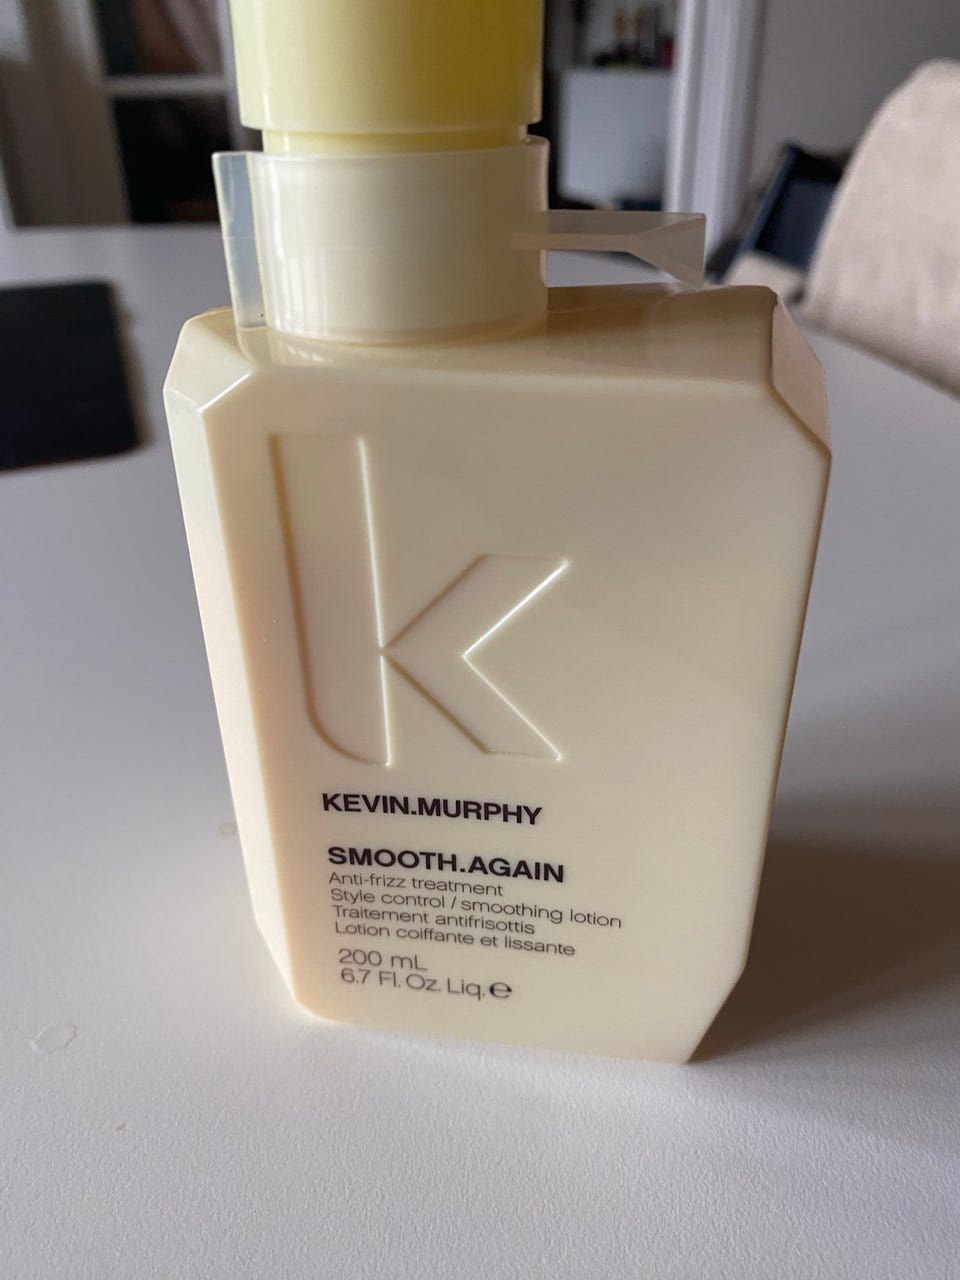 k
KEVIN.MURPHY
SMOOTH.AGAIN
Anti-frizz treatment
Style control / smoothing lotion
Traitement antifrisottis
Lotion coiffante et lissante
200 mL
6.7 Fl. Oz. Liq. ℮